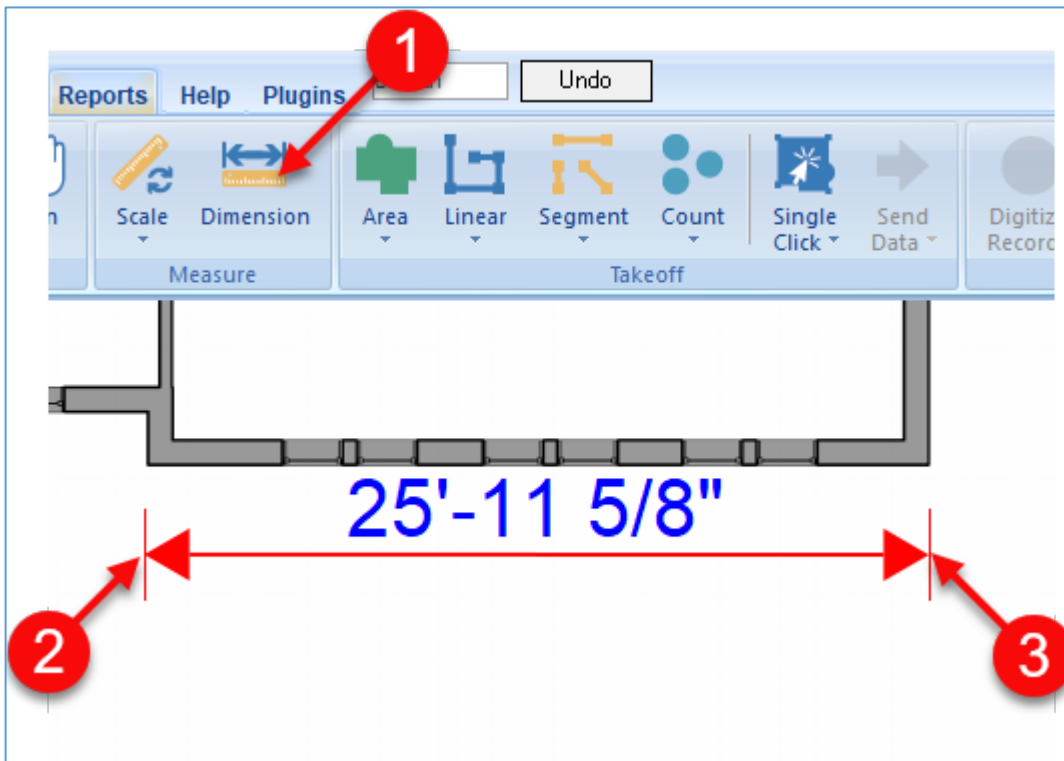 1
Reports Help Plugins Undo
Scale Dimension Area Linear Segment Count Single Click Send Data
Measure Takeoff
25'-11 5/8"
2 3